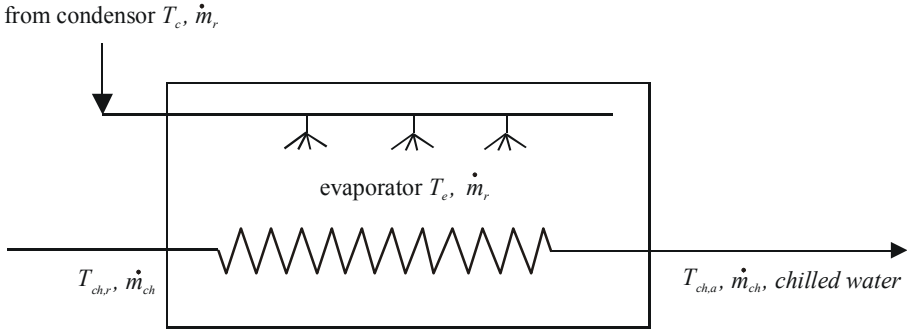 from condensor T_c, ṁ_r
evaporator T_e, ṁ_r
T_ch,r, ṁ_ch
T_ch,a, ṁ_ch, chilled water